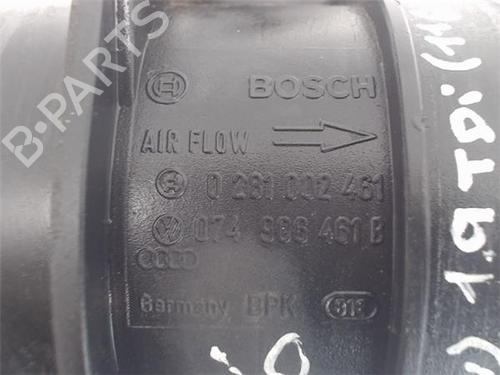 BOSCH
AIR FLOW
0 281 002 461
074 906 461 B
Germany BPK
1.9 TDi
B-PARTS